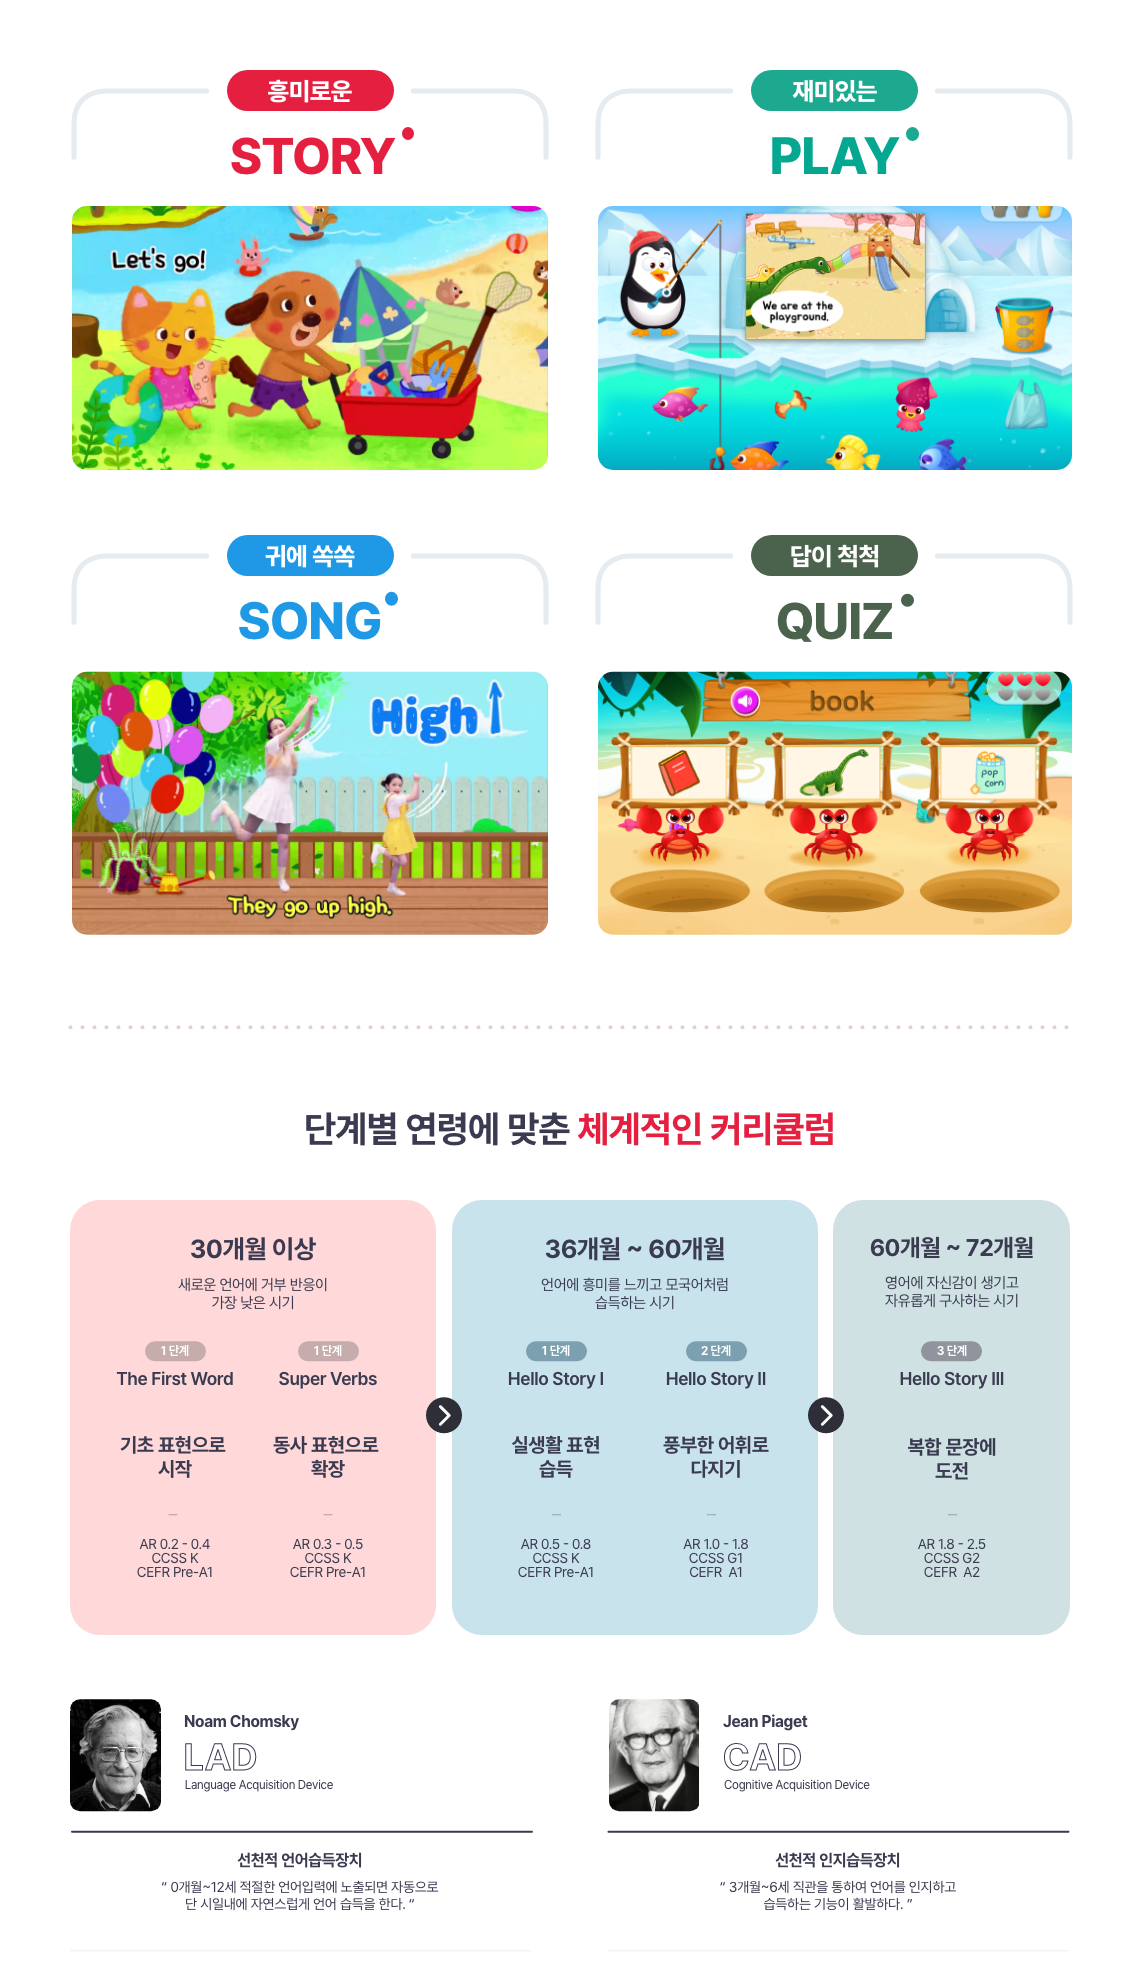 흥미로운
STORY
Let's go!
재미있는
PLAY
We are at the
playground.
귀에 쏙쏙
SONG
High
They go up high.
답이 척척
QUIZ
book
pop
corn
단계별 연령에 맞춘 체계적인 커리큘럼
30개월 이상
새로운 언어에 거부 반응이
가장 낮은 시기
1 단계
The First Word
기초 표현으로
시작
AR 0.2 - 0.4
CCSS K
CEFR Pre-A1
1 단계
Super Verbs
동사 표현으로
확장
AR 0.3 - 0.5
CCSS K
CEFR Pre-A1
36개월 ~ 60개월
언어에 흥미를 느끼고 모국어처럼
습득하는 시기
1 단계
Hello Story I
실생활 표현
습득
AR 0.5 - 0.8
CCSS K
CEFR Pre-A1
2 단계
Hello Story II
풍부한 어휘로
다지기
AR 1.0 - 1.8
CCSS G1
CEFR A1
60개월 ~ 72개월
영어에 자신감이 생기고
자유롭게 구사하는 시기
3 단계
Hello Story III
복합 문장에
도전
AR 1.8 - 2.5
CCSS G2
CEFR A2
Noam Chomsky
LAD
Language Acquisition Device
선천적 언어습득장치
“ 0개월~12세 적절한 언어입력에 노출되면 자동으로
단 시일내에 자연스럽게 언어 습득을 한다. ”
Jean Piaget
CAD
Cognitive Acquisition Device
선천적 인지습득장치
“ 3개월~6세 직관을 통하여 언어를 인지하고
습득하는 기능이 활발하다. ”